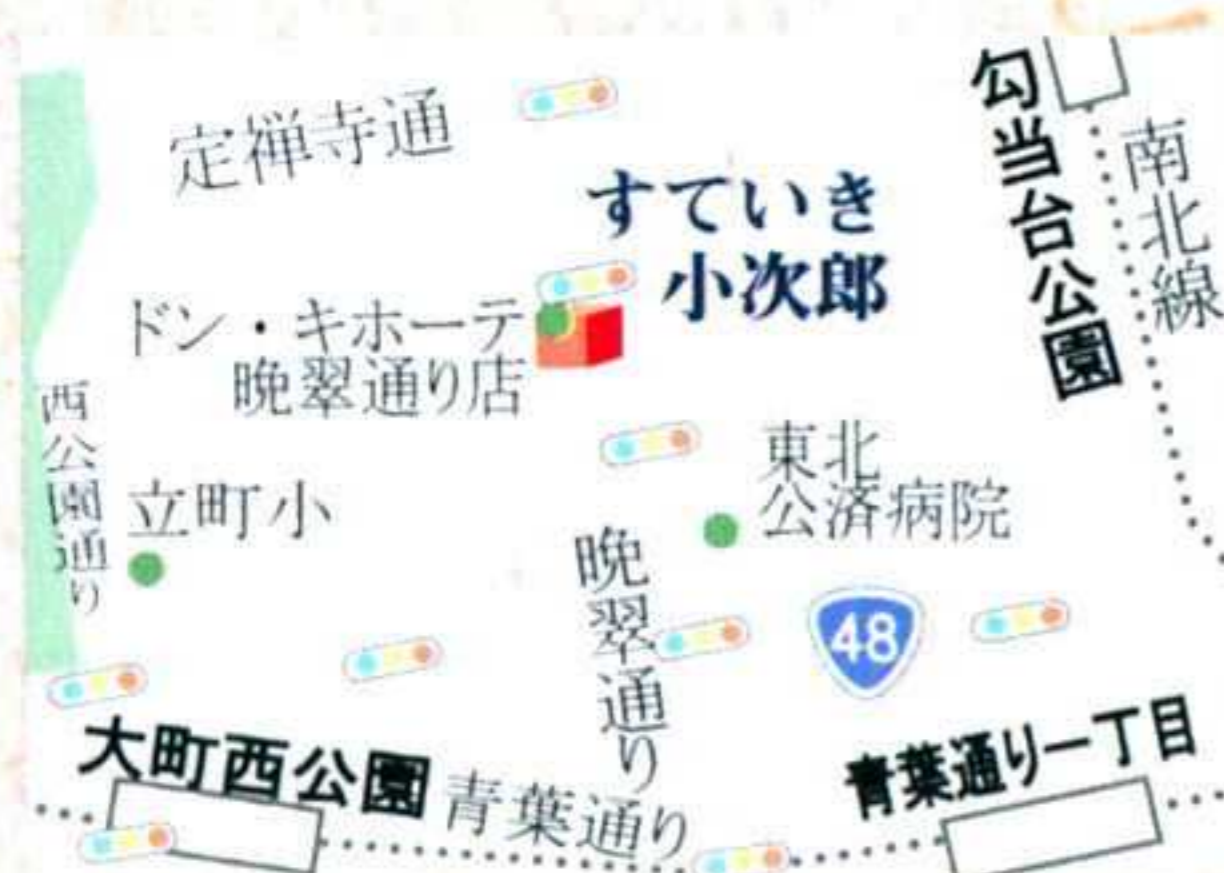 定禅寺通
勾当台公園
南北線
すていき
小次郎
ドン・キホーテ
晩翠通り店
西公園通り
立町小
東北
公済病院
晩翠通り
48
大町西公園
青葉通り
青葉通り一丁目